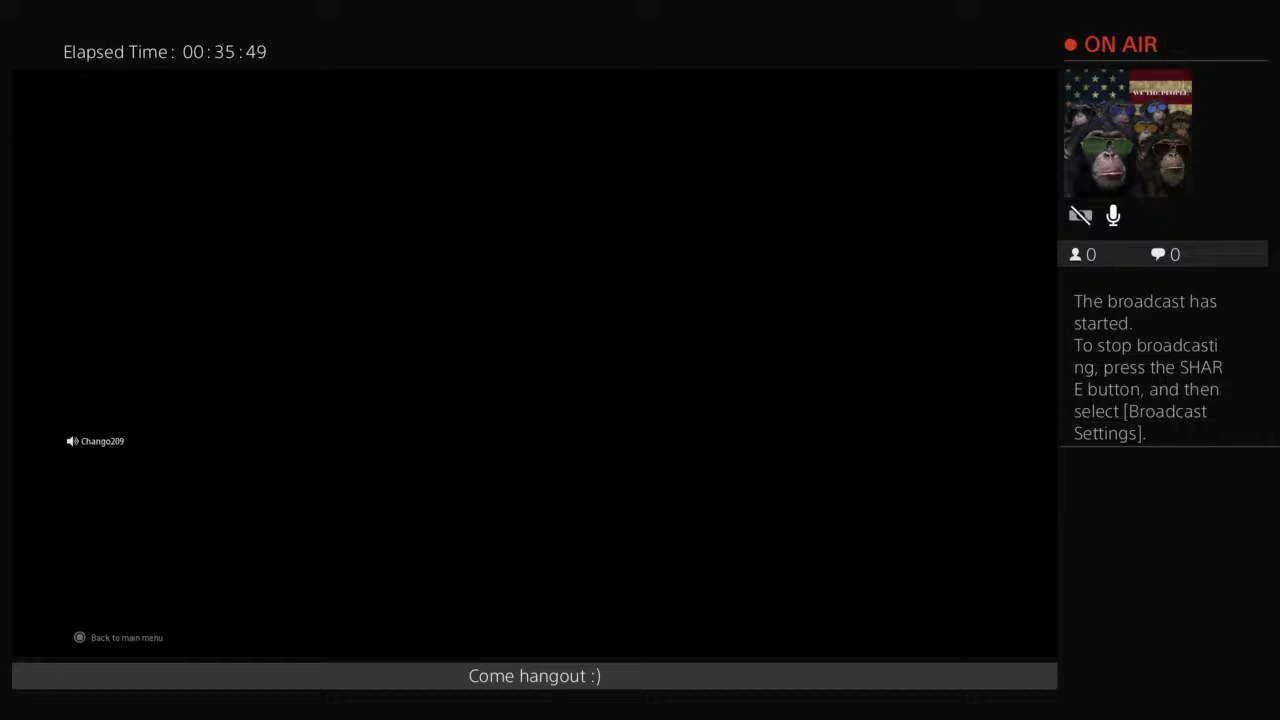 Elapsed Time: 00:35:49
ON AIR
WE THE PEOPLE
0
0
The broadcast has
started.
To stop broadcasti
ng, press the SHAR
E button, and then
select [Broadcast
Settings].
Chango209
Back to main menu
Come hangout :)